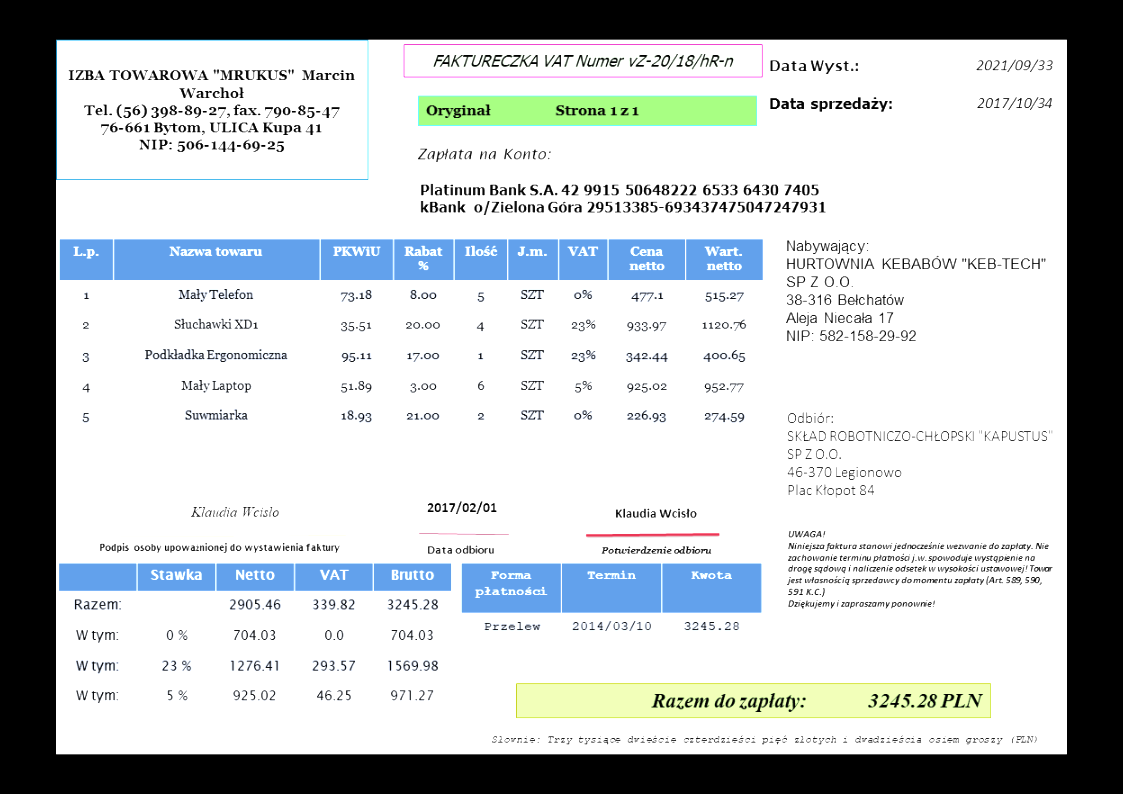 IZBA TOWAROWA "MRUKUS" Marcin
Warchoł
Tel. (56) 398-89-27, fax. 790-85-47
76-661 Bytom, ULICA Kupa 41
NIP: 506-144-69-25
FAKTURECZKA VAT Numer vZ-20/18/hR-n
Oryginał Strona 1 z 1
Data Wyst.: 2021/09/33
Data sprzedaży: 2017/10/34
Zapłata na Konto:
Platinum Bank S.A. 42 9915 50648222 6533 6430 7405
kBank o/Zielona Góra 29513385-693437475047247931
L.p. Nazwa towaru PKWiU Rabat % Ilość J.m. VAT Cena netto Wart. netto
1 Mały Telefon 73.18 8.00 5 SZT 0% 477.1 515.27
2 Słuchawki XD1 35.51 20.00 4 SZT 23% 933.97 1120.76
3 Podkładka Ergonomiczna 95.11 17.00 1 SZT 23% 342.44 400.65
4 Mały Laptop 51.89 3.00 6 SZT 5% 925.02 952.77
5 Suwmiarka 18.93 21.00 2 SZT 0% 226.93 274.59
Nabywający:
HURTOWNIA KEBABÓW "KEB-TECH"
SP Z O.O.
38-316 Bełchatów
Aleja Niecała 17
NIP: 582-158-29-92
Odbiór:
SKŁAD ROBOTNICZO-CHŁOPSKI "KAPUSTUS"
SP Z O.O.
46-370 Legionowo
Plac Kłopot 84
Klaudia Wcisło
Podpis osoby upoważnionej do wystawienia faktury
2017/02/01
Data odbioru
Klaudia Wcisło
Potwierdzenie odbioru
UWAGA!
Niniejsza faktura stanowi jednocześnie wezwanie do zapłaty. Nie
zachowanie terminu płatności j.w. spowoduje wystąpienie na
drogę sądową i naliczenie odsetek w wysokości ustawowej! Towar
jest własnością sprzedawcy do momentu zapłaty (Art. 589, 590,
591 K.C.)
Dziękujemy i zapraszamy ponownie!
Stawka Netto VAT Brutto
Razem: 2905.46 339.82 3245.28
W tym: 0 % 704.03 0.0 704.03
W tym: 23 % 1276.41 293.57 1569.98
W tym: 5 % 925.02 46.25 971.27
Forma płatności Termin Kwota
Przelew 2014/03/10 3245.28
Razem do zapłaty: 3245.28 PLN
Słownie: Trzy tysiące dwieście czterdzieści pięć złotych i dwadzieścia osiem groszy (PLN)